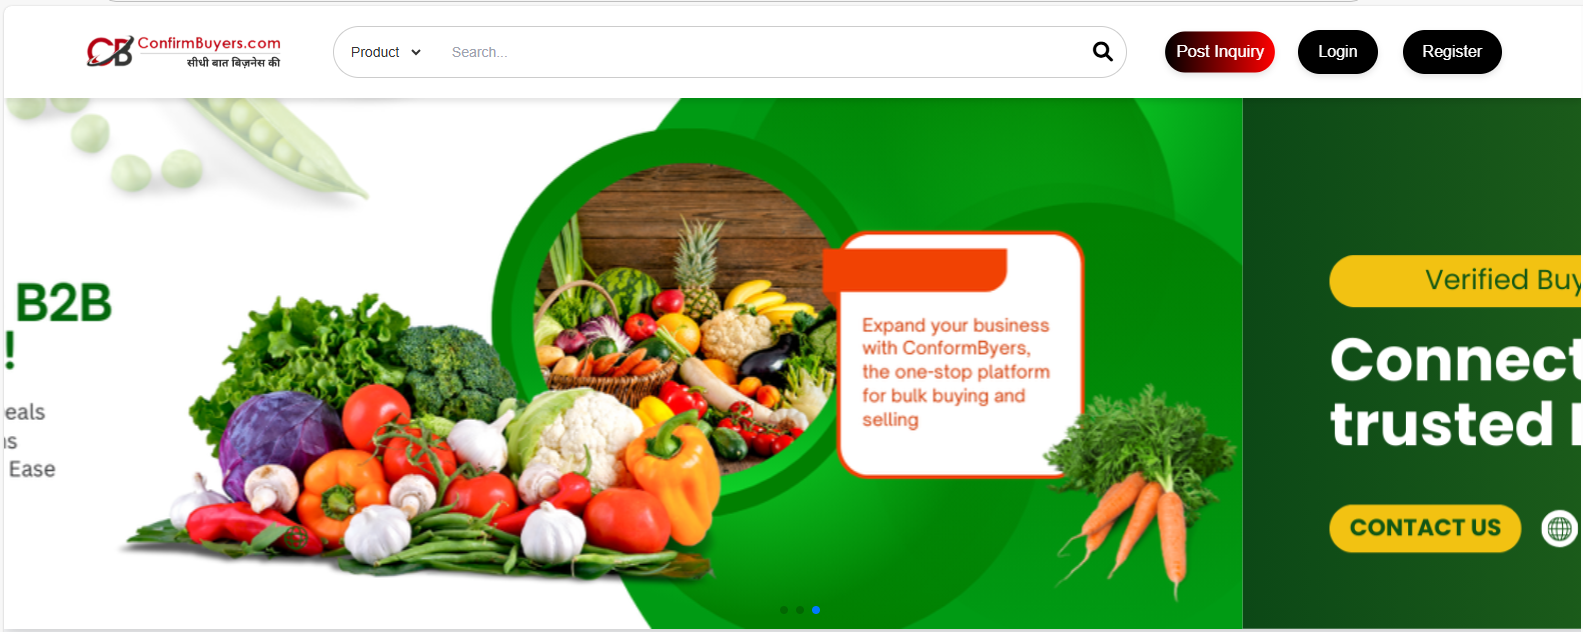 CB ConfirmBuyers.com
सीधी बात बिज़नेस की
Product
Search...
Post Inquiry
Login
Register
B2B
!
eals
ns
Ease
Expand your business
with ConformByers,
the one-stop platform
for bulk buying and
selling
Verified Buy
Connect
trusted
CONTACT US